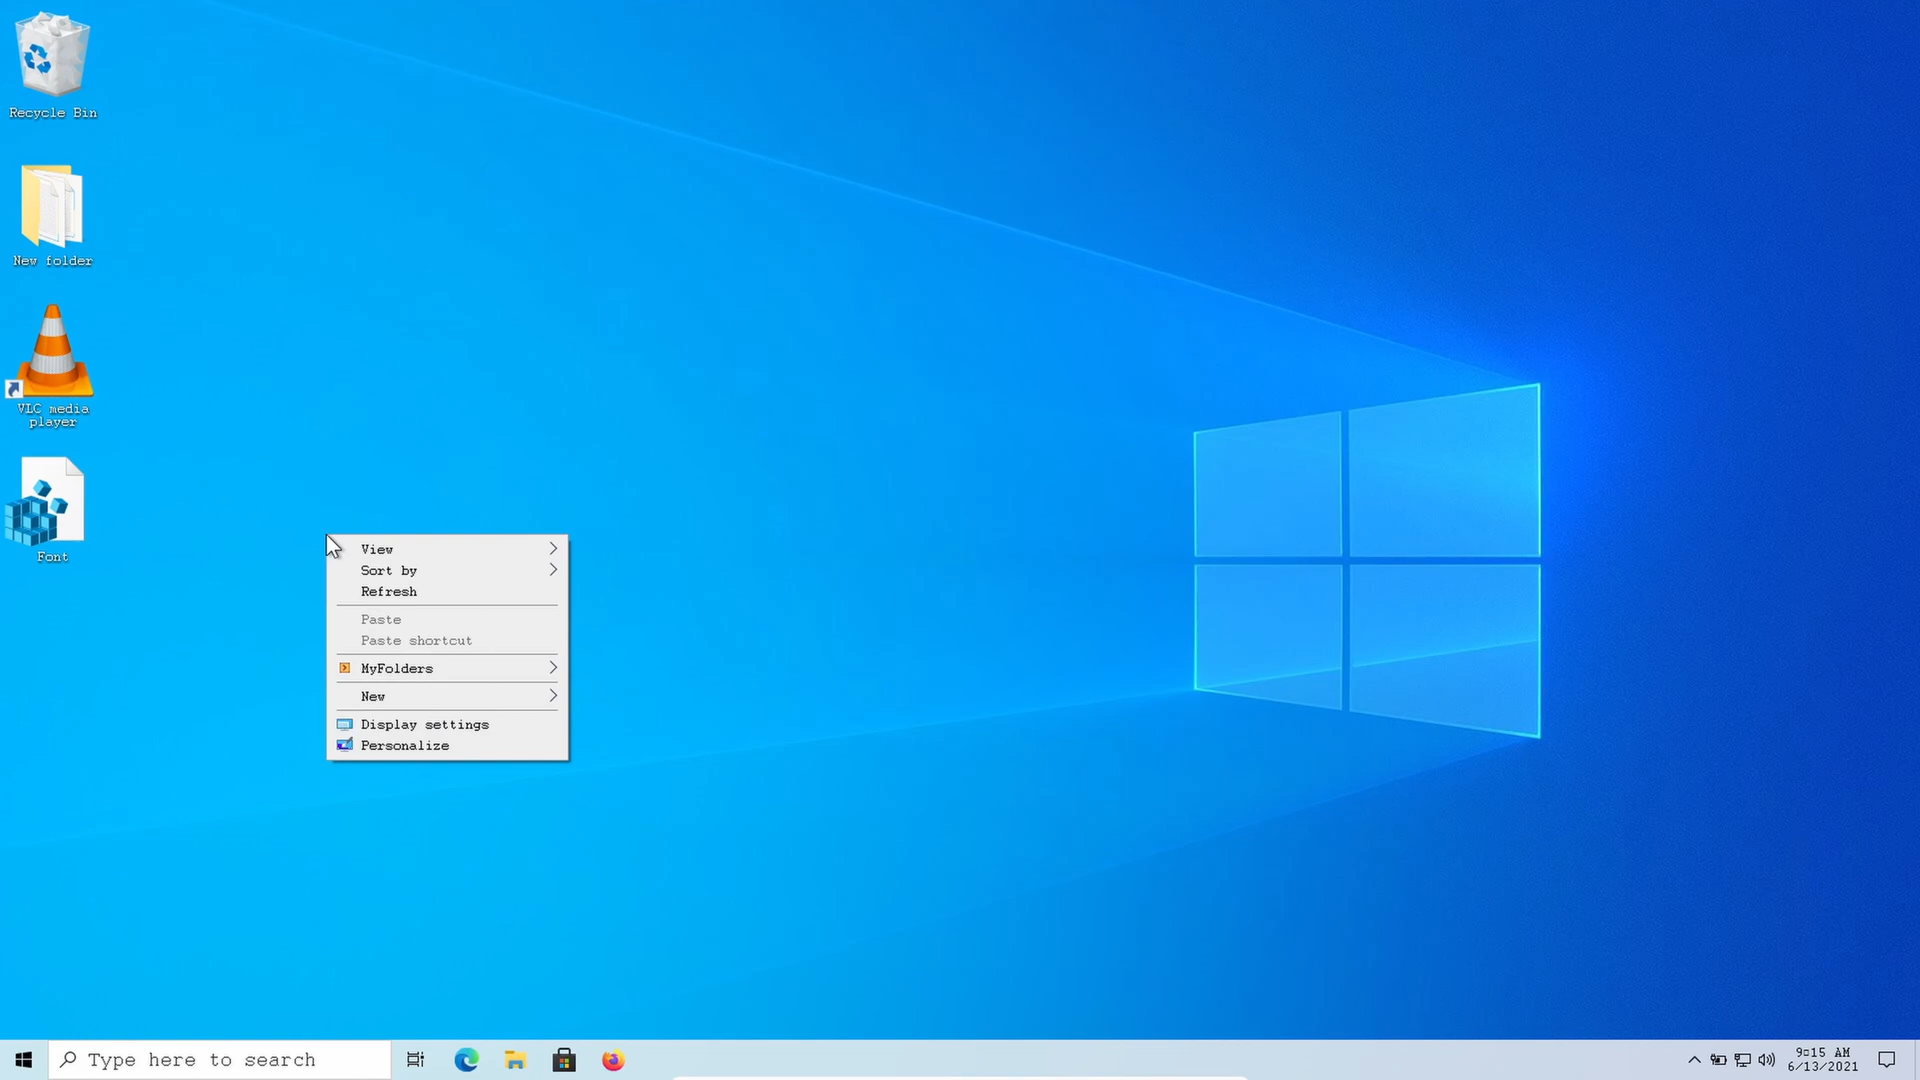 Recycle Bin
New folder
VLC media
player
Font
View
Sort by
Refresh
Paste
Paste shortcut
MyFolders
New
Display settings
Personalize
Type here to search
9□15 AM
6/13/2021